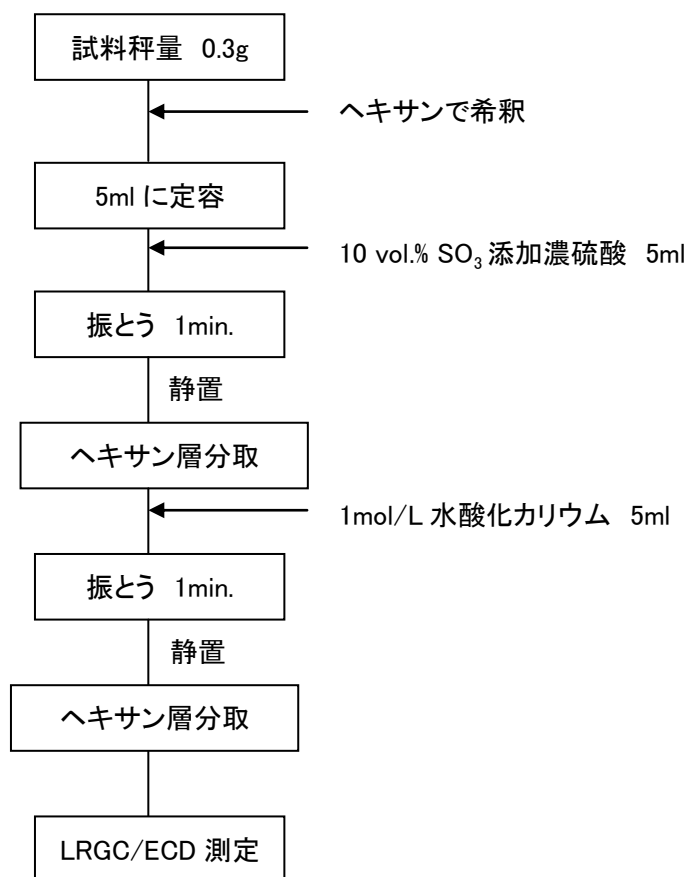 試料秤量 0.3g
ヘキサンで希釈
5ml に定容
10 vol.% SO₃ 添加濃硫酸 5ml
振とう 1min.
静置
ヘキサン層分取
1mol/L 水酸化カリウム 5ml
振とう 1min.
静置
ヘキサン層分取
LRGC/ECD 測定